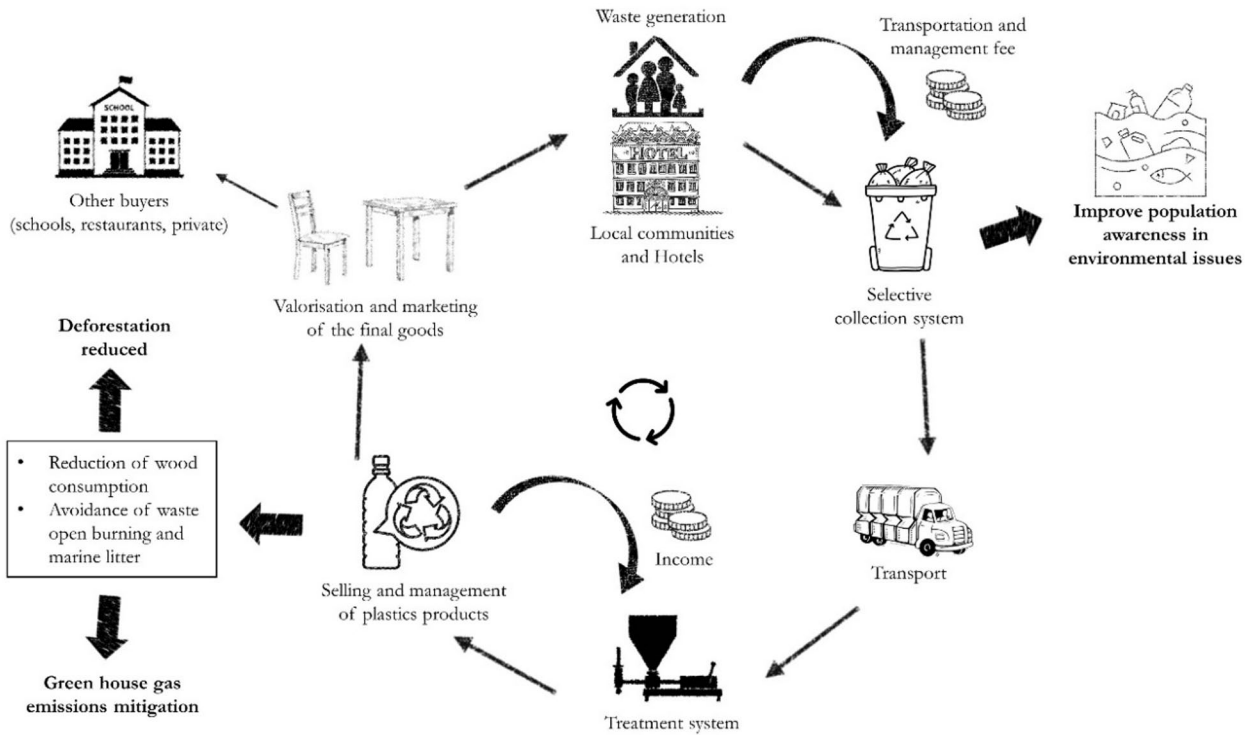 Waste generation
Transportation and
management fee
SCHOOL
HOTEL
Other buyers
(schools, restaurants, private)
Local communities
and Hotels
Improve population
awareness in
environmental issues
Valorisation and marketing
of the final goods
Selective
collection system
Deforestation
reduced
• Reduction of wood
consumption
• Avoidance of waste
open burning and
marine litter
Income
Transport
Selling and management
of plastics products
Green house gas
emissions mitigation
Treatment system